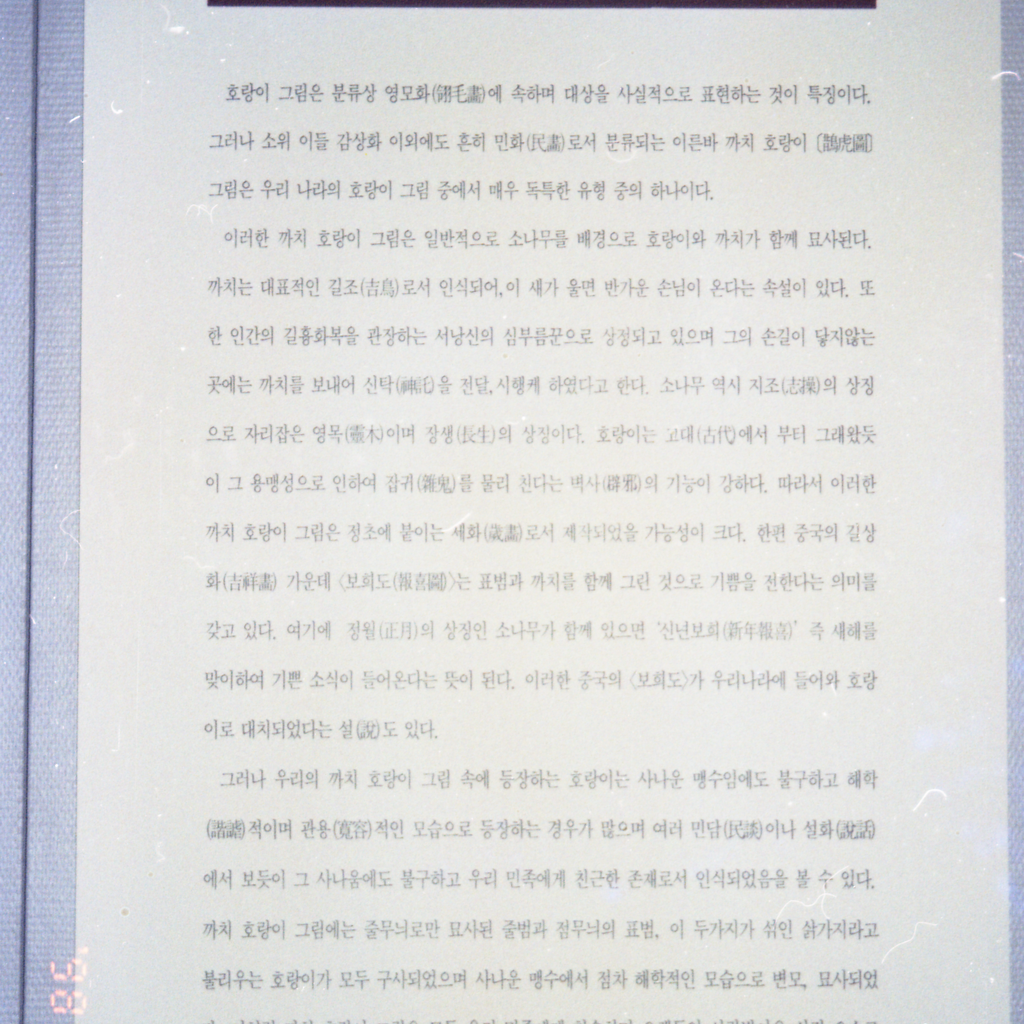 호랑이 그림은 분류상 영모화(翎毛畵)에 속하며 대상을 사실적으로 표현하는 것이 특징이다.
그러나 소위 이들 감상화 이외에도 흔히 민화(民畵)로서 분류되는 이른바 까치 호랑이〔鵲虎圖〕
그림은 우리 나라의 호랑이 그림 중에서 매우 독특한 유형 중의 하나이다.
이러한 까치 호랑이 그림은 일반적으로 소나무를 배경으로 호랑이와 까치가 함께 묘사된다.
까치는 대표적인 길조(吉鳥)로서 인식되어, 이 새가 울면 반가운 손님이 온다는 속설이 있다. 또
한 인간의 길흉화복을 관장하는 서낭신의 심부름꾼으로 상정되고 있으며 그의 손길이 닿지않는
곳에는 까치를 보내어 신탁(神託)을 전달, 시행케 하였다고 한다. 소나무 역시 지조(志操)의 상징
으로 자리잡은 영목(靈木)이며 장생(長生)의 상징이다. 호랑이는 고대(古代)에서 부터 그래왔듯
이 그 용맹성으로 인하여 잡귀(雜鬼)를 물리 친다는 벽사(辟邪)의 기능이 강하다. 따라서 이러한
까치 호랑이 그림은 정초에 붙이는 세화(歲畵)로서 제작되었을 가능성이 크다. 한편 중국의 길상
화(吉祥畵) 가운데 〈보희도(報喜圖)〉는 표범과 까치를 함께 그린 것으로 기쁨을 전한다는 의미를
갖고 있다. 여기에 정월(正月)의 상징인 소나무가 함께 있으면 ‘신년보희(新年報喜)’ 즉 새해를
맞이하여 기쁜 소식이 들어온다는 뜻이 된다. 이러한 중국의 〈보희도〉가 우리나라에 들어와 호랑
이로 대치되었다는 설(說)도 있다.
그러나 우리의 까치 호랑이 그림 속에 등장하는 호랑이는 사나운 맹수임에도 불구하고 해학
(諧謔)적이며 관용(寬容)적인 모습으로 등장하는 경우가 많으며 여러 민담(民談)이나 설화(說話)
에서 보듯이 그 사나움에도 불구하고 우리 민족에게 친근한 존재로서 인식되었음을 볼 수 있다.
까치 호랑이 그림에는 줄무늬로만 묘사된 줄범과 점무늬의 표범, 이 두가지가 섞인 삵가지라고
불리우는 호랑이가 모두 구사되었으며 사나운 맹수에서 점차 해학적인 모습으로 변모, 묘사되었